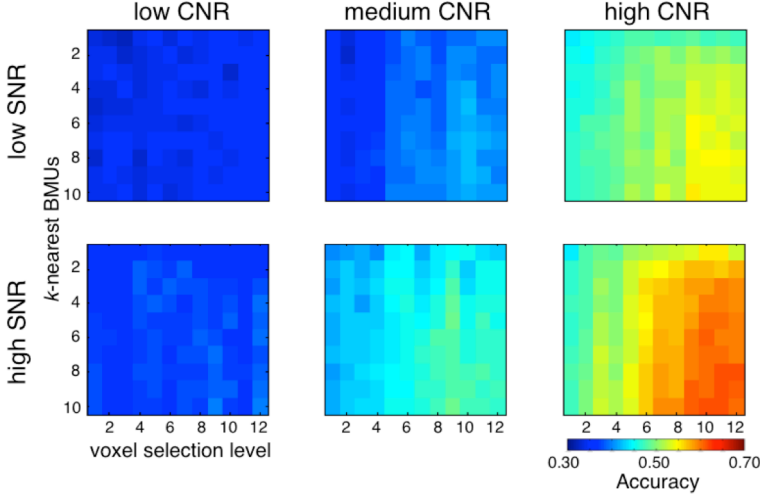 low CNR medium CNR high CNR
low SNR
2
4
6
8
10
k-nearest BMUs
high SNR
2
4
6
8
10
2 4 6 8 10 12 2 4 6 8 10 12 2 4 6 8 10 12
voxel selection level
0.30 0.50 0.70
Accuracy